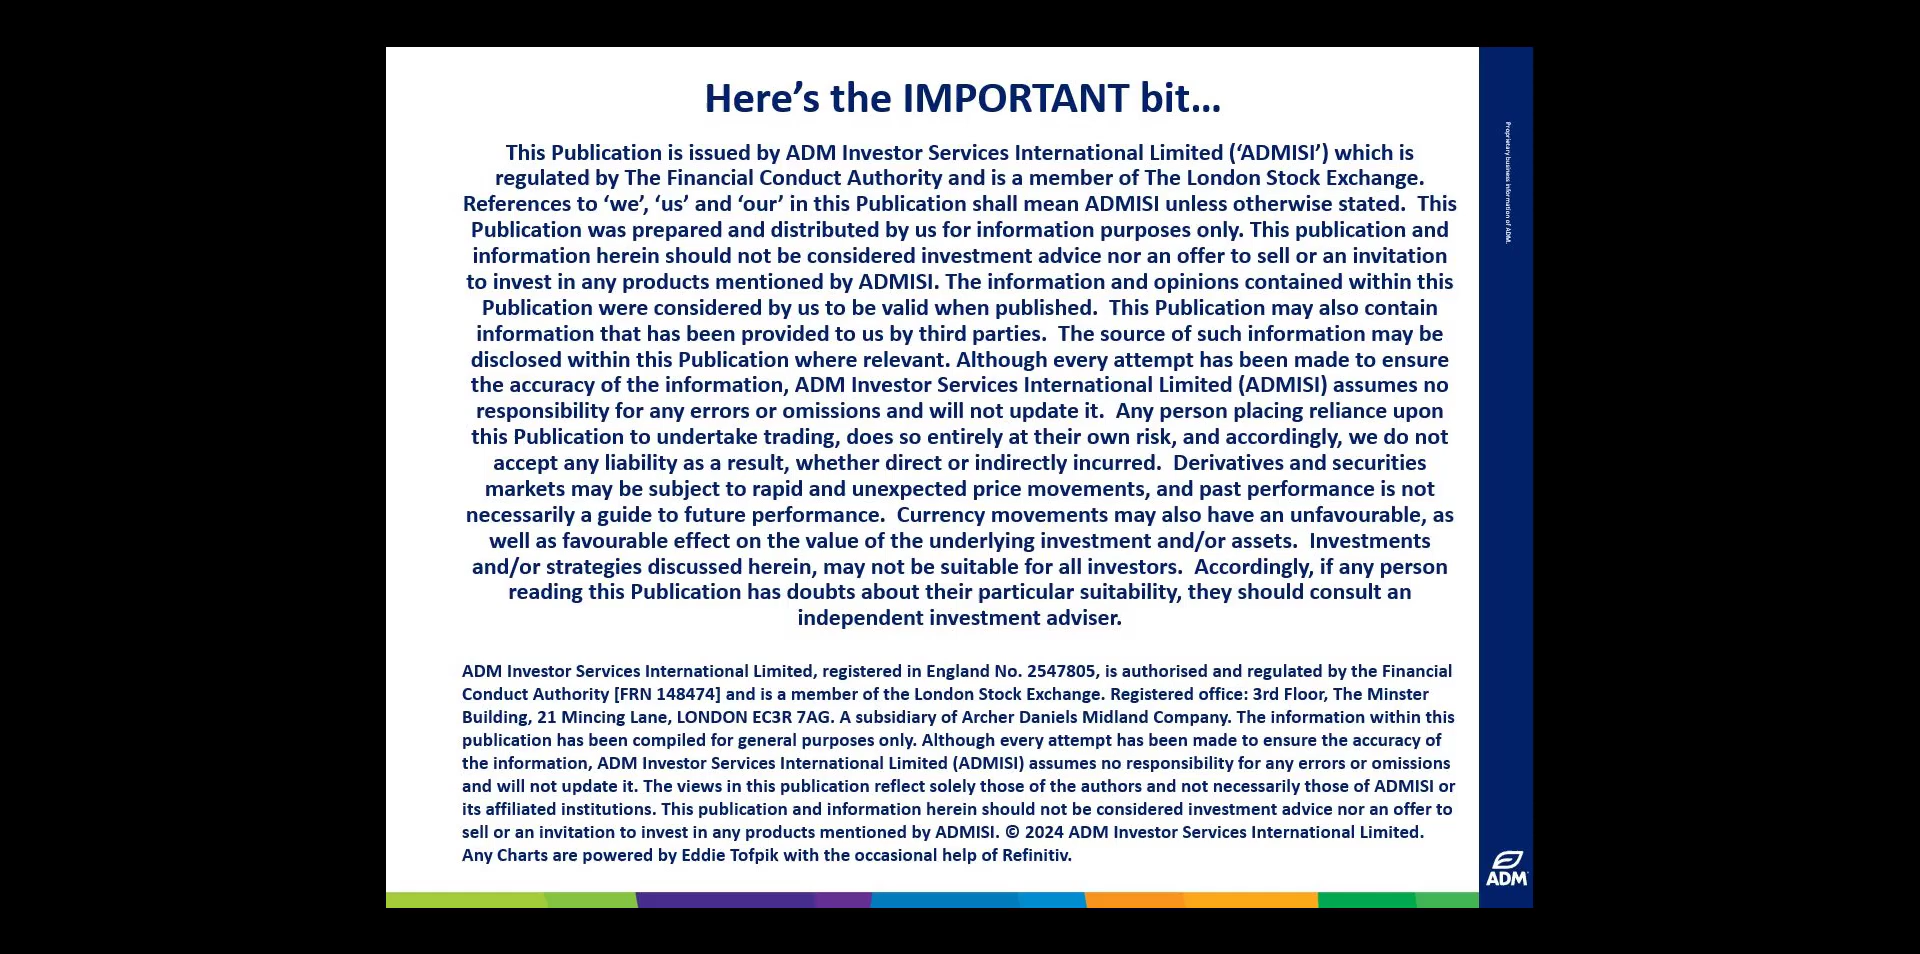 Here’s the IMPORTANT bit...
This Publication is issued by ADM Investor Services International Limited (‘ADMISI’) which is
regulated by The Financial Conduct Authority and is a member of The London Stock Exchange.
References to ‘we’, ‘us’ and ‘our’ in this Publication shall mean ADMISI unless otherwise stated.  This
Publication was prepared and distributed by us for information purposes only. This publication and
information herein should not be considered investment advice nor an offer to sell or an invitation
to invest in any products mentioned by ADMISI. The information and opinions contained within this
Publication were considered by us to be valid when published.  This Publication may also contain
information that has been provided to us by third parties.  The source of such information may be
disclosed within this Publication where relevant. Although every attempt has been made to ensure
the accuracy of the information, ADM Investor Services International Limited (ADMISI) assumes no
responsibility for any errors or omissions and will not update it.  Any person placing reliance upon
this Publication to undertake trading, does so entirely at their own risk, and accordingly, we do not
accept any liability as a result, whether direct or indirectly incurred.  Derivatives and securities
markets may be subject to rapid and unexpected price movements, and past performance is not
necessarily a guide to future performance.  Currency movements may also have an unfavourable, as
well as favourable effect on the value of the underlying investment and/or assets.  Investments
and/or strategies discussed herein, may not be suitable for all investors.  Accordingly, if any person
reading this Publication has doubts about their particular suitability, they should consult an
independent investment adviser.
ADM Investor Services International Limited, registered in England No. 2547805, is authorised and regulated by the Financial
Conduct Authority [FRN 148474] and is a member of the London Stock Exchange. Registered office: 3rd Floor, The Minster
Building, 21 Mincing Lane, LONDON EC3R 7AG. A subsidiary of Archer Daniels Midland Company. The information within this
publication has been compiled for general purposes only. Although every attempt has been made to ensure the accuracy of
the information, ADM Investor Services International Limited (ADMISI) assumes no responsibility for any errors or omissions
and will not update it. The views in this publication reflect solely those of the authors and not necessarily those of ADMISI or
its affiliated institutions. This publication and information herein should not be considered investment advice nor an offer to
sell or an invitation to invest in any products mentioned by ADMISI. © 2024 ADM Investor Services International Limited.
Any Charts are powered by Eddie Tofpik with the occasional help of Refinitiv.
Proprietary business information of ADM.
ADM